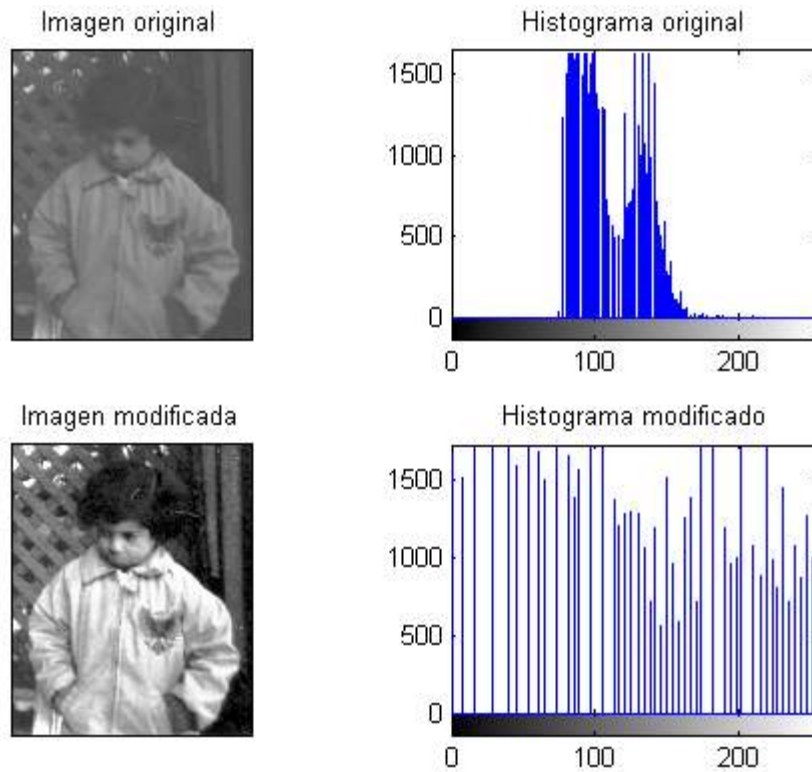 Imagen original
Histograma original
1500
1000
500
0
0 100 200
Imagen modificada
Histograma modificado
1500
1000
500
0
0 100 200